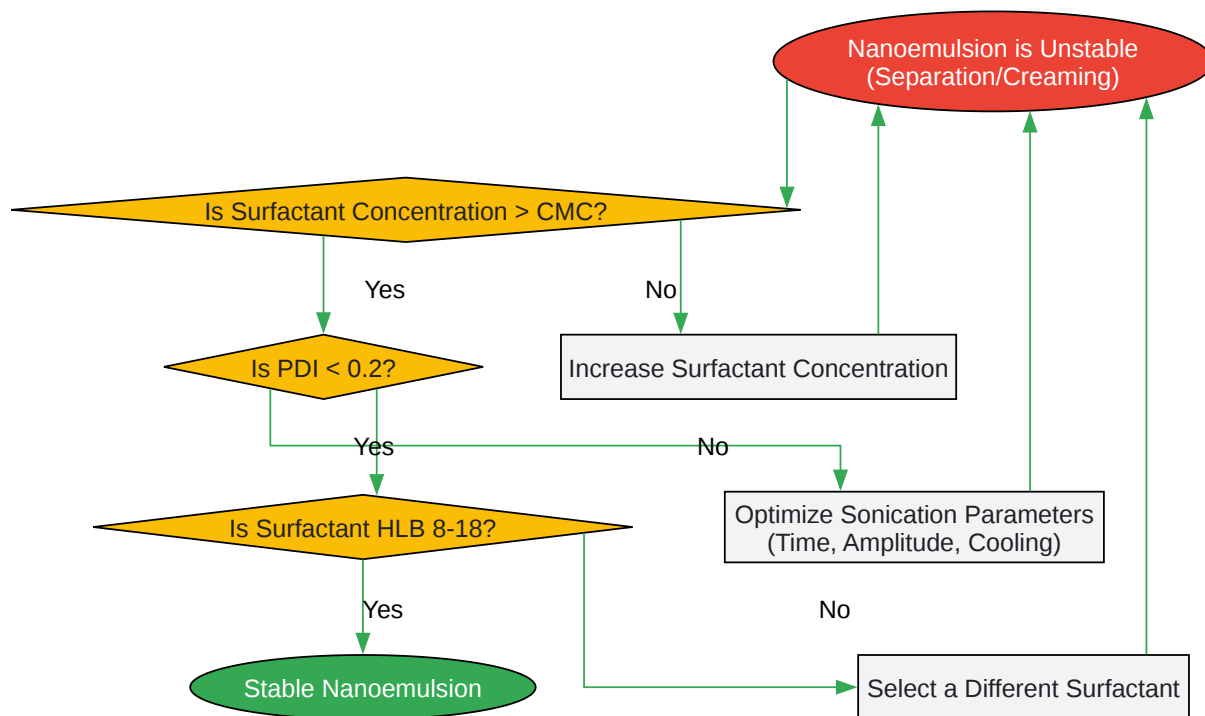 Nanoemulsion is Unstable
(Separation/Creaming)
Is Surfactant Concentration > CMC?
Yes
No
Is PDI < 0.2?
Increase Surfactant Concentration
Yes
No
Is Surfactant HLB 8-18?
Optimize Sonication Parameters
(Time, Amplitude, Cooling)
Yes
No
Stable Nanoemulsion
Select a Different Surfactant